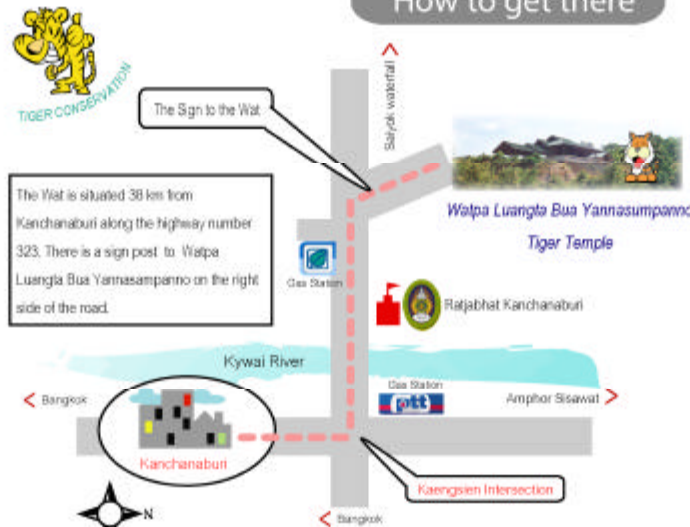 How to get there
TIGER CONSERVATION
The Sign to the Wat
Saiyok waterfall
The Wat is situated 38 km from
Kanchanaburi along the highway number
323. There is a sign post to Watpa
Luangta Bua Yannasampanno on the right
side of the road.
Watpa Luangta Bua Yannasumpanno
Tiger Temple
Gas Station
Ratjabhat Kanchanaburi
Kywai River
Bangkok
Gas Station
ptt
Amphor Sisawat
Kanchanaburi
Kaengsien Intersection
N
Bangkok